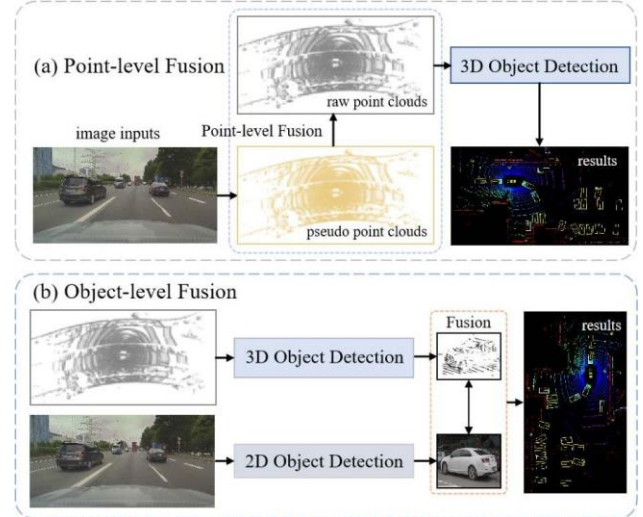 (a) Point-level Fusion
raw point clouds
3D Object Detection
image inputs
Point-level Fusion
results
pseudo point clouds
(b) Object-level Fusion
Fusion
results
3D Object Detection
2D Object Detection